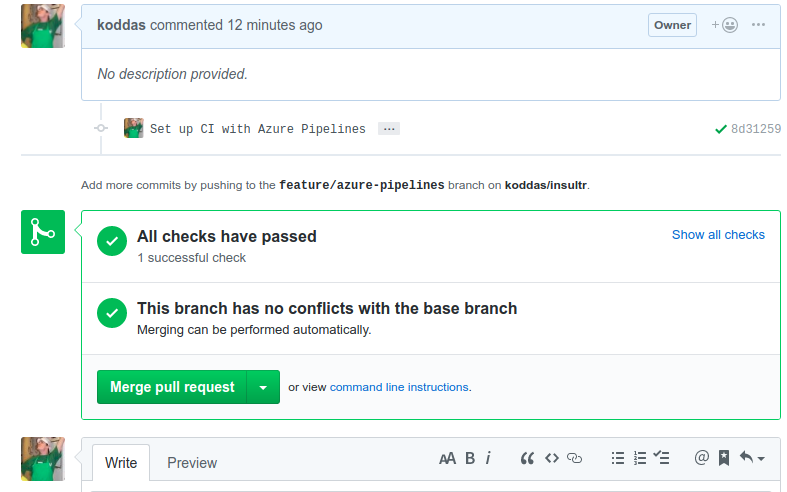 koddas commented 12 minutes ago Owner
No description provided.
Set up CI with Azure Pipelines ... 8d31259
Add more commits by pushing to the feature/azure-pipelines branch on koddas/insultr.
All checks have passed Show all checks
1 successful check
This branch has no conflicts with the base branch
Merging can be performed automatically.
Merge pull request or view command line instructions.
Write Preview AA B i